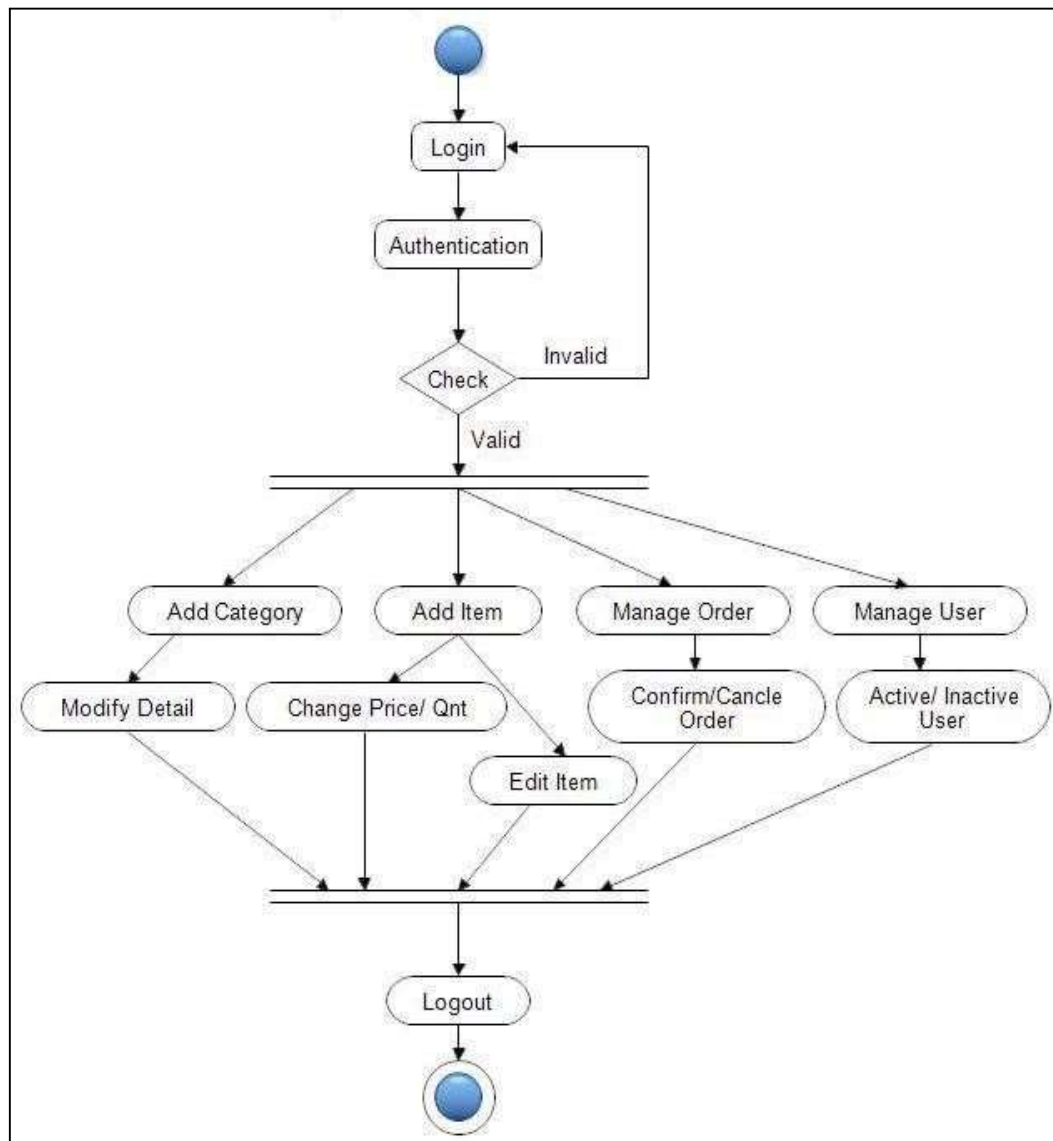 Login
Authentication
Check
Invalid
Valid
Add Category
Add Item
Manage Order
Manage User
Modify Detail
Change Price/ Qnt
Confirm/Cancle
Order
Active/ Inactive
User
Edit Item
Logout